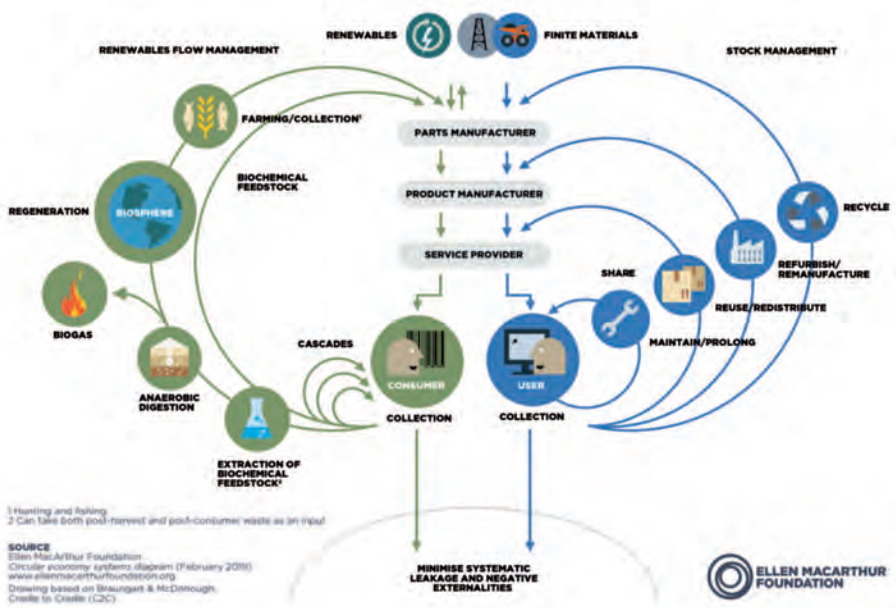 RENEWABLES
FINITE MATERIALS
RENEWABLES FLOW MANAGEMENT
STOCK MANAGEMENT
FARMING/COLLECTION¹
PARTS MANUFACTURER
BIOCHEMICAL
FEEDSTOCK
PRODUCT MANUFACTURER
REGENERATION
BIOSPHERE
RECYCLE
SERVICE PROVIDER
SHARE
REFURBISH/
REMANUFACTURE
REUSE/REDISTRIBUTE
BIOGAS
CASCADES
MAINTAIN/PROLONG
CONSUMER
USER
ANAEROBIC
DIGESTION
COLLECTION
COLLECTION
EXTRACTION OF
BIOCHEMICAL
FEEDSTOCK²
1 Hunting and fishing
2 Can take both post-harvest and post-consumer waste as an input
SOURCE
Ellen MacArthur Foundation
Circular economy systems diagram (February 2019)
www.ellenmacarthurfoundation.org
Drawing based on Braungart & McDonough,
Cradle to Cradle (C2C)
MINIMISE SYSTEMATIC
LEAKAGE AND NEGATIVE
EXTERNALITIES
ELLEN MACARTHUR
FOUNDATION